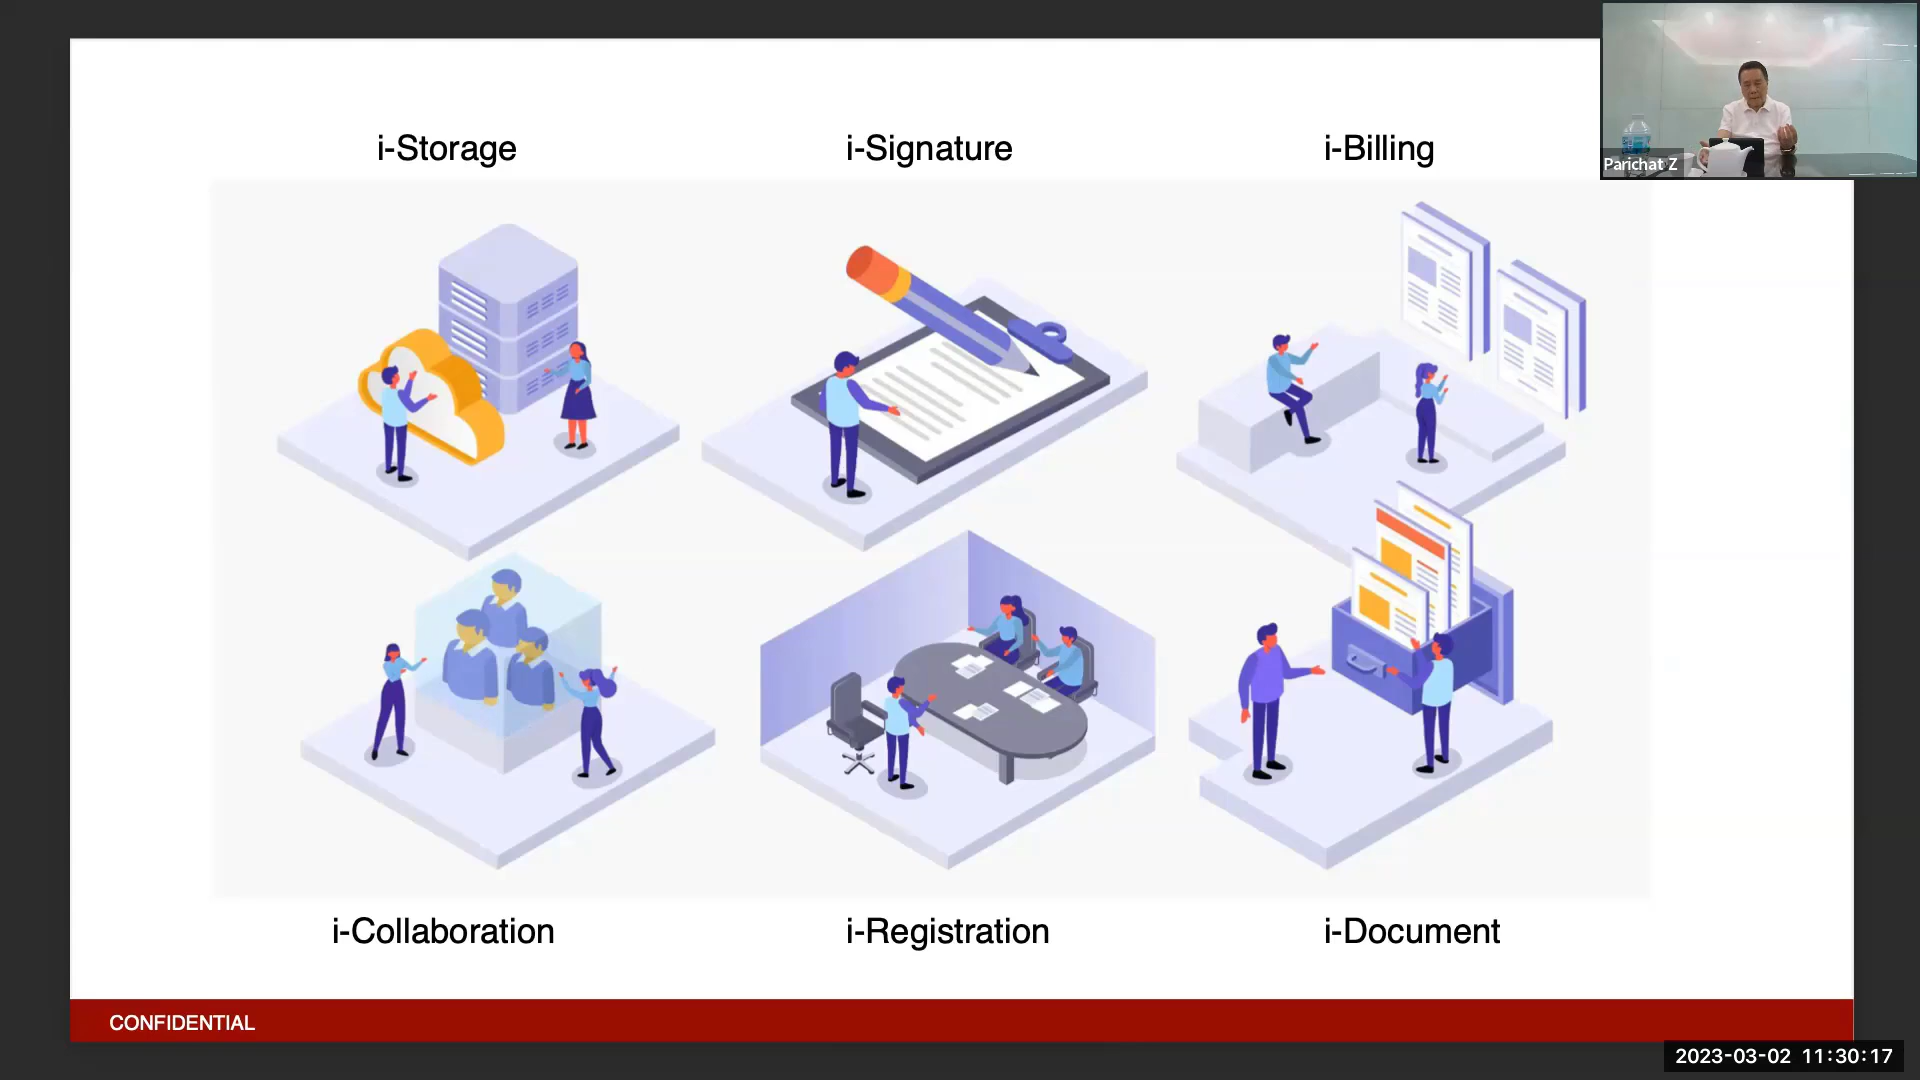 i-Storage
i-Signature
i-Billing
Parichat Z
i-Collaboration
i-Registration
i-Document
CONFIDENTIAL
2023-03-02 11:30:17